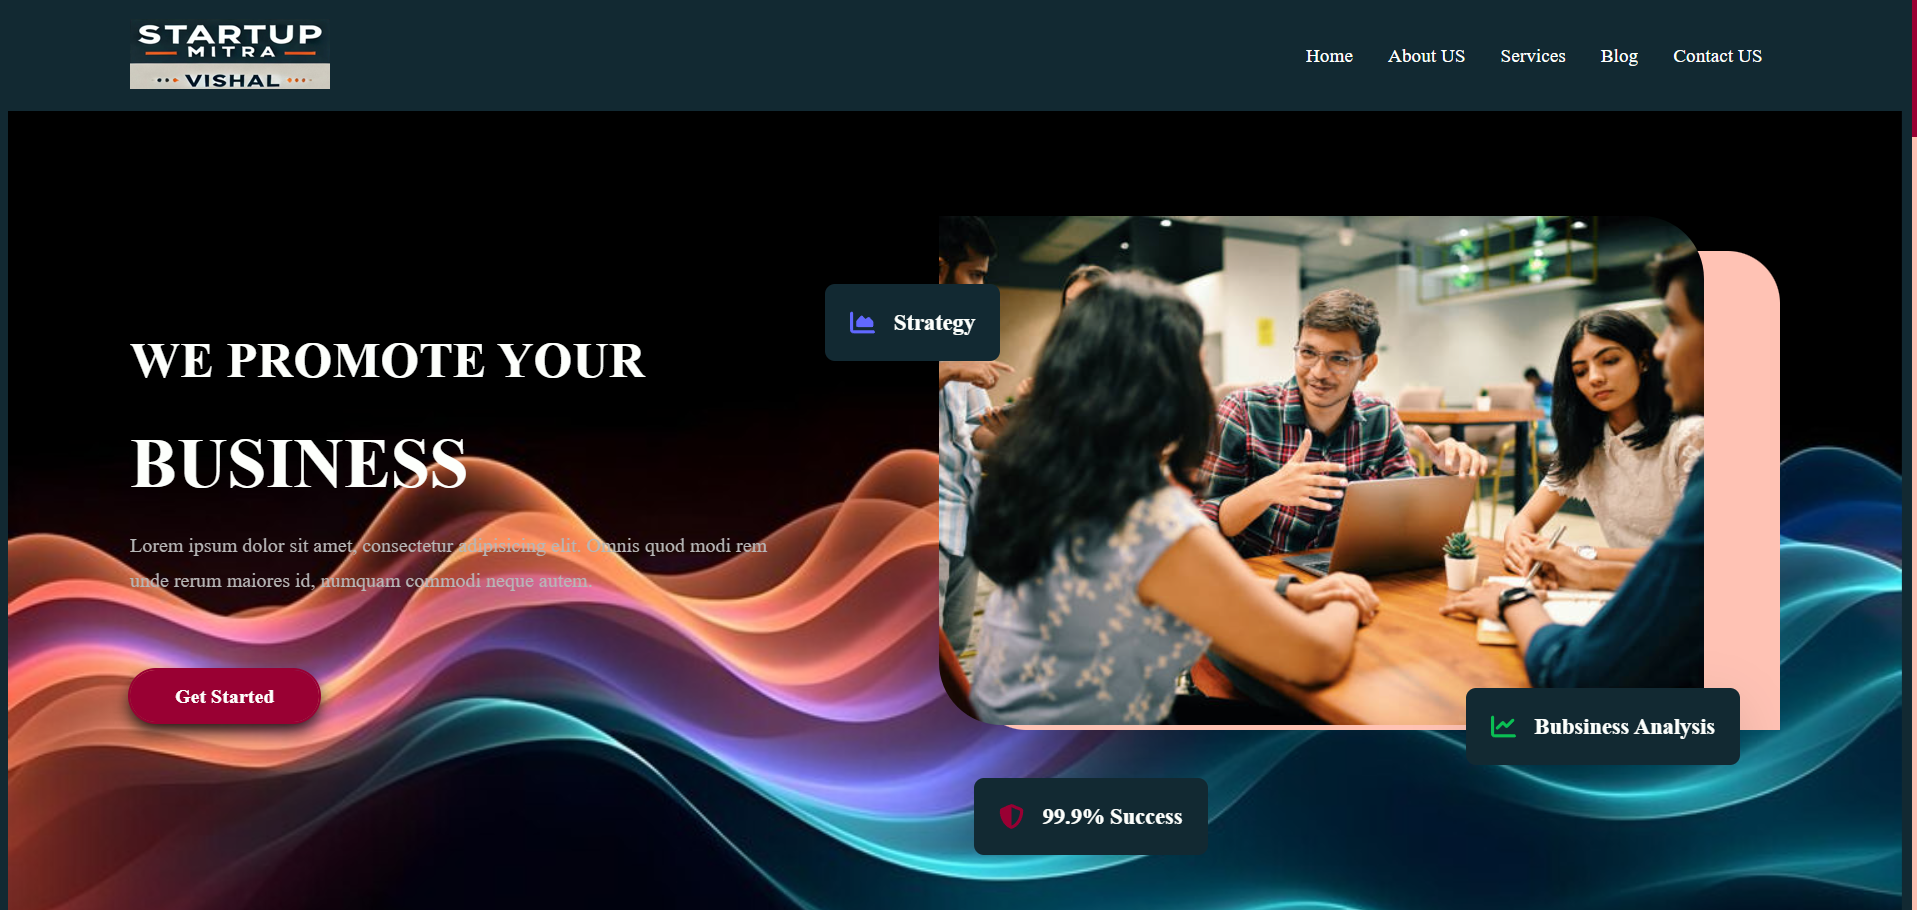 STARTUP
MITRA
VISHAL
Home About US Services Blog Contact US
Strategy
WE PROMOTE YOUR
BUSINESS
Lorem ipsum dolor sit amet, consectetur adipisicing elit. Omnis quod modi rem
unde rerum maiores id, numquam commodi neque autem.
Get Started
Bubsiness Analysis
99.9% Success